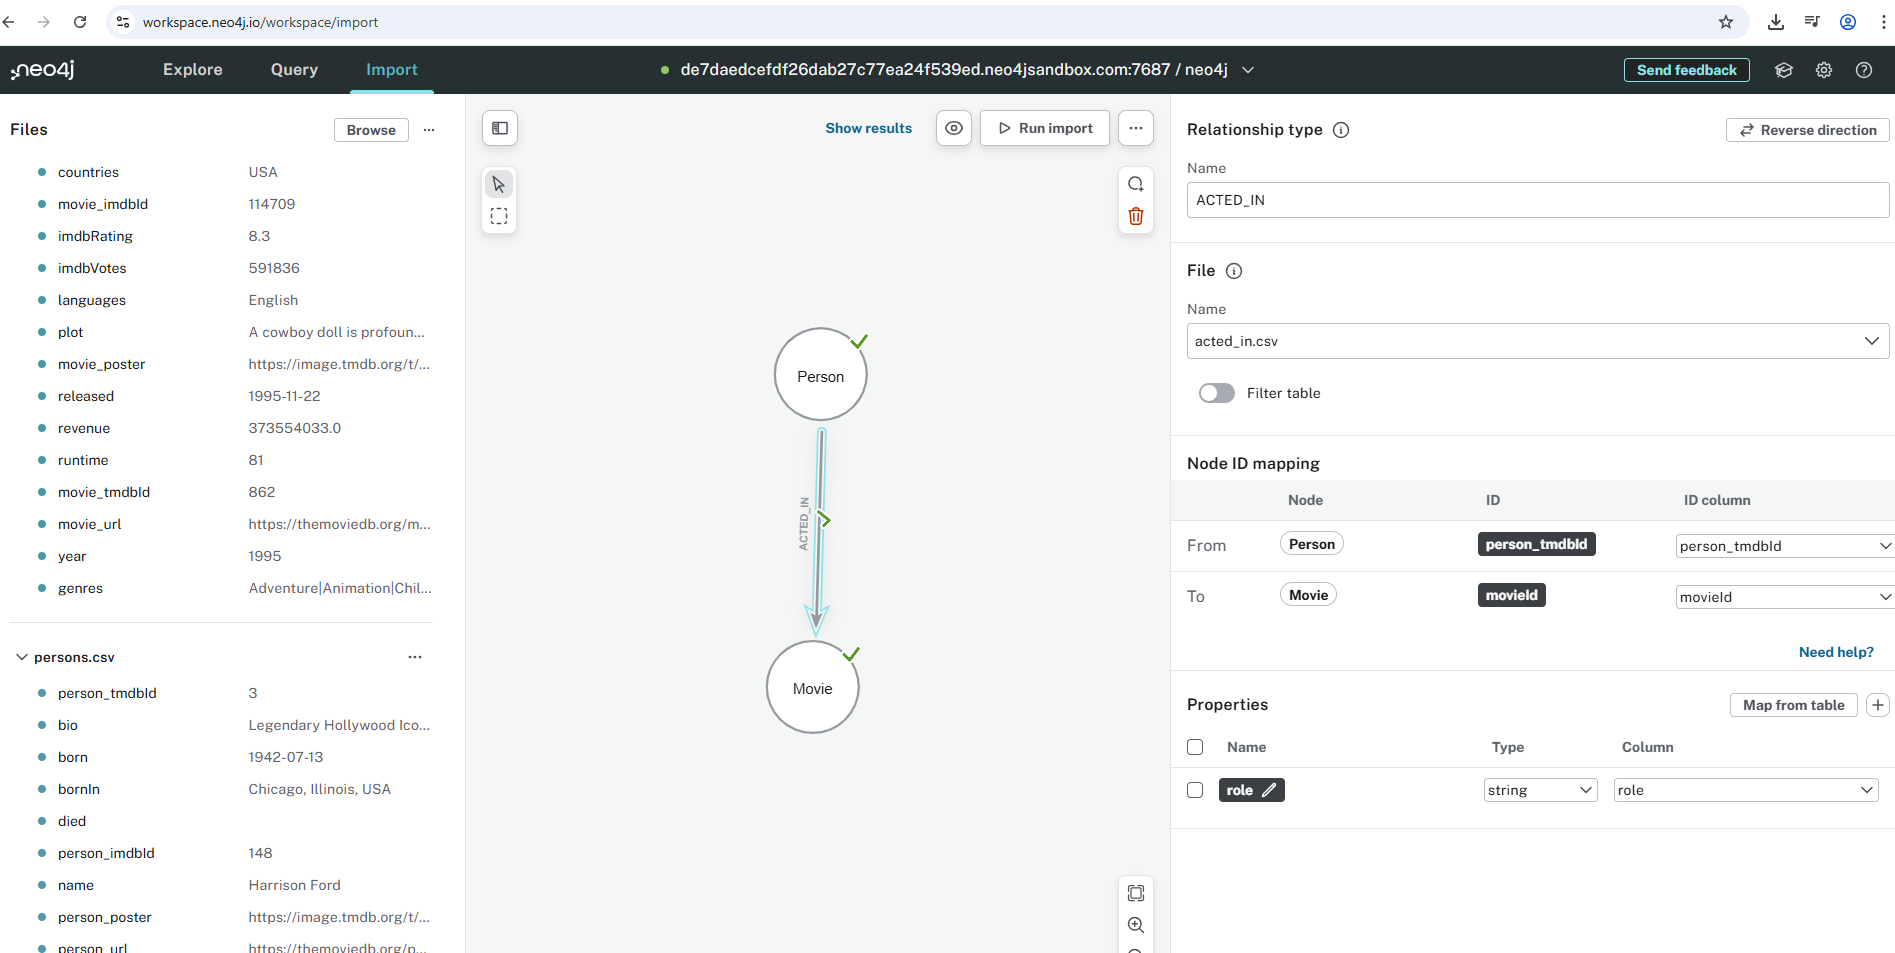 workspace.neo4j.io/workspace/import
neo4j
Explore
Query
Import
de7daedcefdf26dab27c77ea24f539ed.neo4jsandbox.com:7687 / neo4j
Send feedback
Files
Browse
countries USA
movie_imdbId 114709
imdbRating 8.3
imdbVotes 591836
languages English
plot A cowboy doll is profoun...
movie_poster https://image.tmdb.org/t/...
released 1995-11-22
revenue 373554033.0
runtime 81
movie_tmdbId 862
movie_url https://themoviedb.org/m...
year 1995
genres Adventure|Animation|Chil...
persons.csv
person_tmdbId 3
bio Legendary Hollywood Ico...
born 1942-07-13
bornIn Chicago, Illinois, USA
died
person_imdbId 148
name Harrison Ford
person_poster https://image.tmdb.org/t/...
person_url https://themoviedb.org/p...
Show results
Run import
Person
ACTED_IN
Movie
Relationship type
Reverse direction
Name
ACTED_IN
File
Name
acted_in.csv
Filter table
Node ID mapping
Node ID ID column
From Person person_tmdbId person_tmdbId
To Movie movieId movieId
Need help?
Properties
Map from table
Name Type Column
role string role